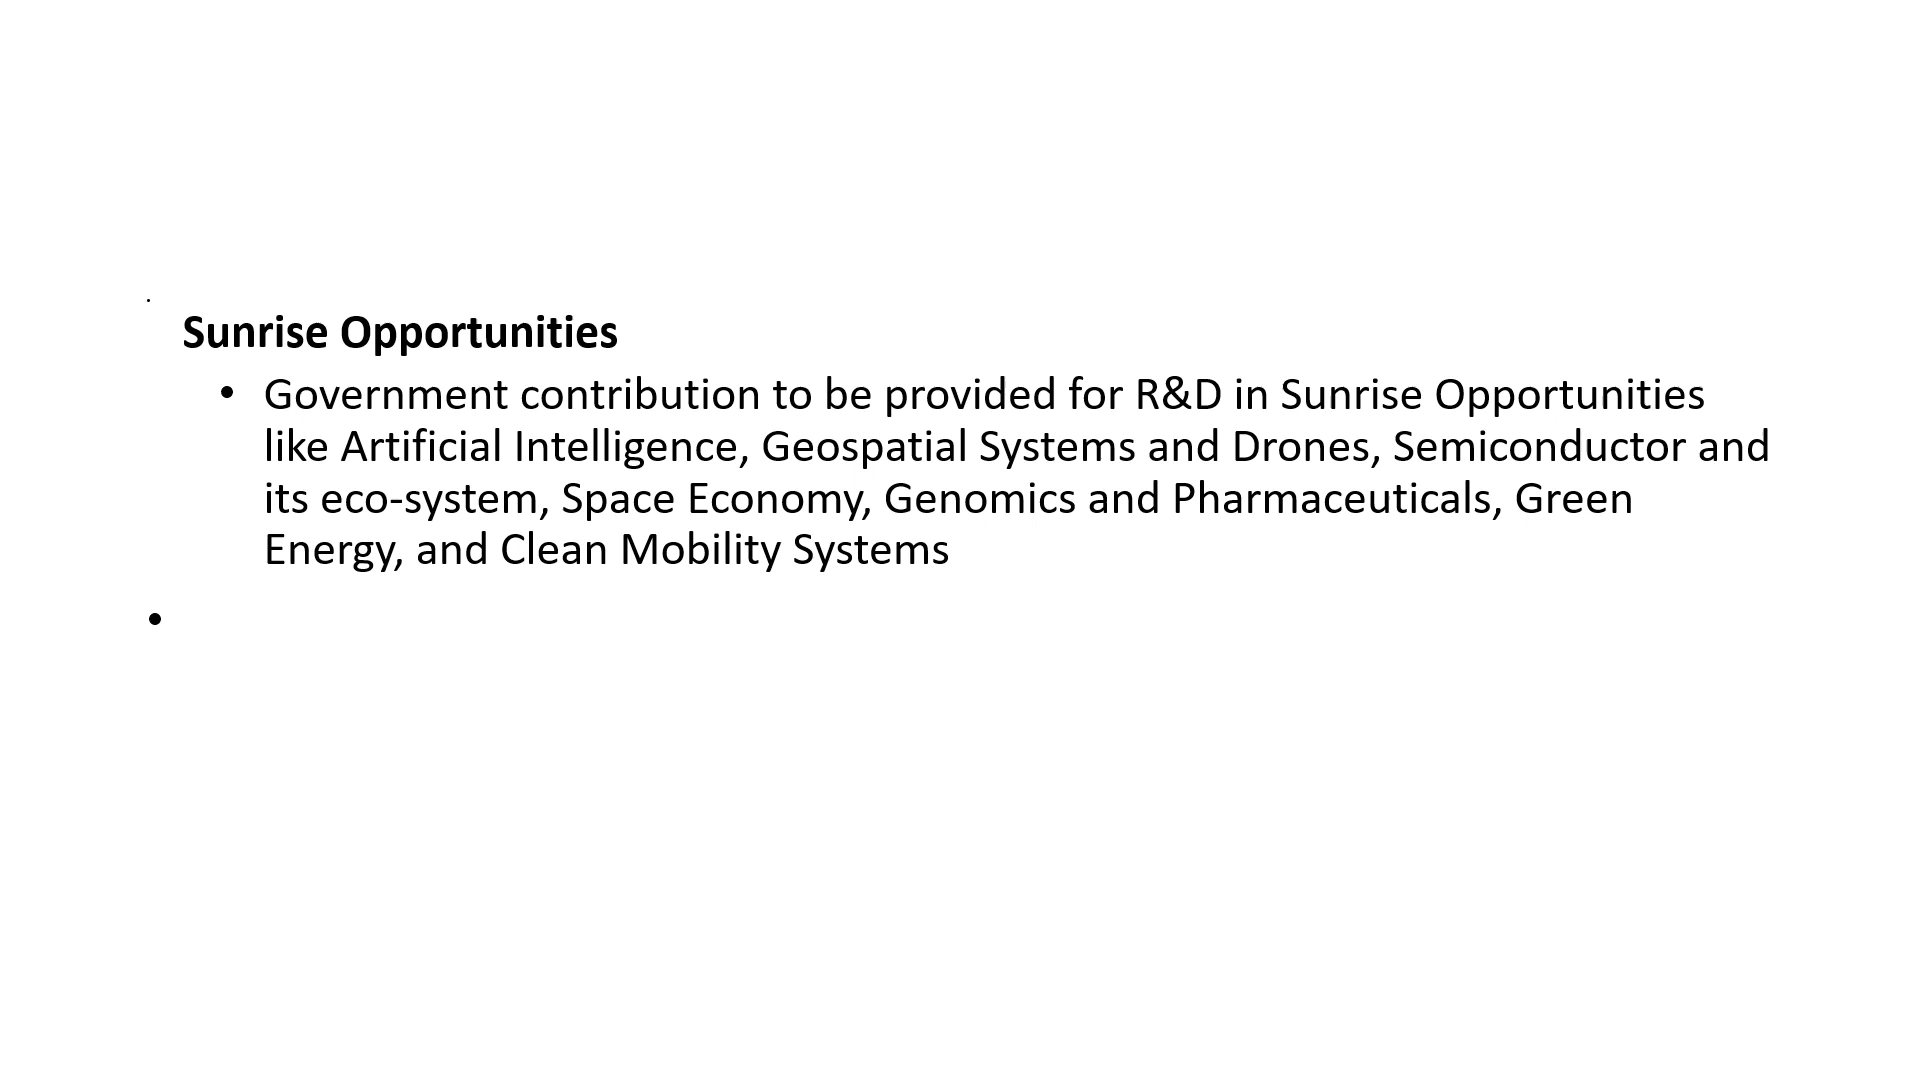 Sunrise Opportunities
• Government contribution to be provided for R&D in Sunrise Opportunities
like Artificial Intelligence, Geospatial Systems and Drones, Semiconductor and
its eco-system, Space Economy, Genomics and Pharmaceuticals, Green
Energy, and Clean Mobility Systems
•